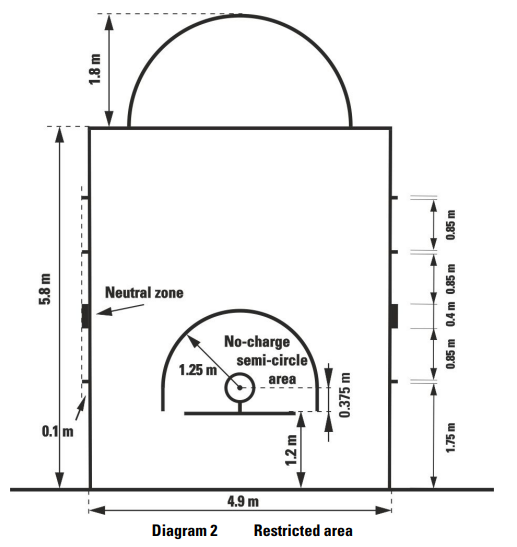 1.8 m
5.8 m
0.85 m
0.85 m
0.4 m
0.85 m
1.75 m
Neutral zone
No-charge
semi-circle
area
1.25 m
0.375 m
0.1 m
1.2 m
4.9 m
Diagram 2 Restricted area